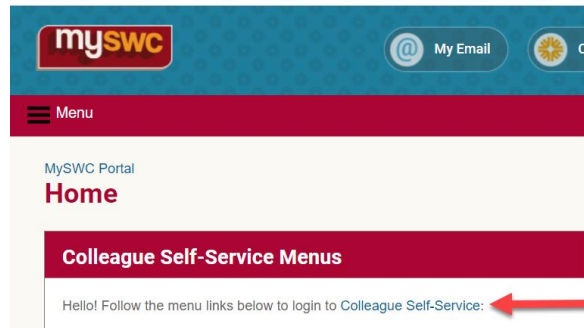 mySWC
My Email
Menu
MySWC Portal
Home
Colleague Self-Service Menus
Hello! Follow the menu links below to login to Colleague Self-Service: